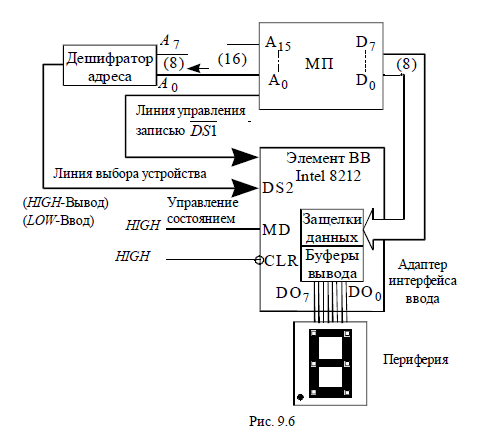 A7
A15
D7
Дешифратор
адреса
(8)
(16)
МП
(8)
A0
A0
D0
Линия управления
записью DS1
Элемент ВВ
Intel 8212
Линия выбора устройства
DS2
(HIGH-Вывод)
(LOW-Ввод)
Управление
состоянием
HIGH
MD
Защелки
данных
HIGH
CLR
Буферы
вывода
Адаптер
интерфейса
ввода
DO7
DO0
Периферия
Рис. 9.6